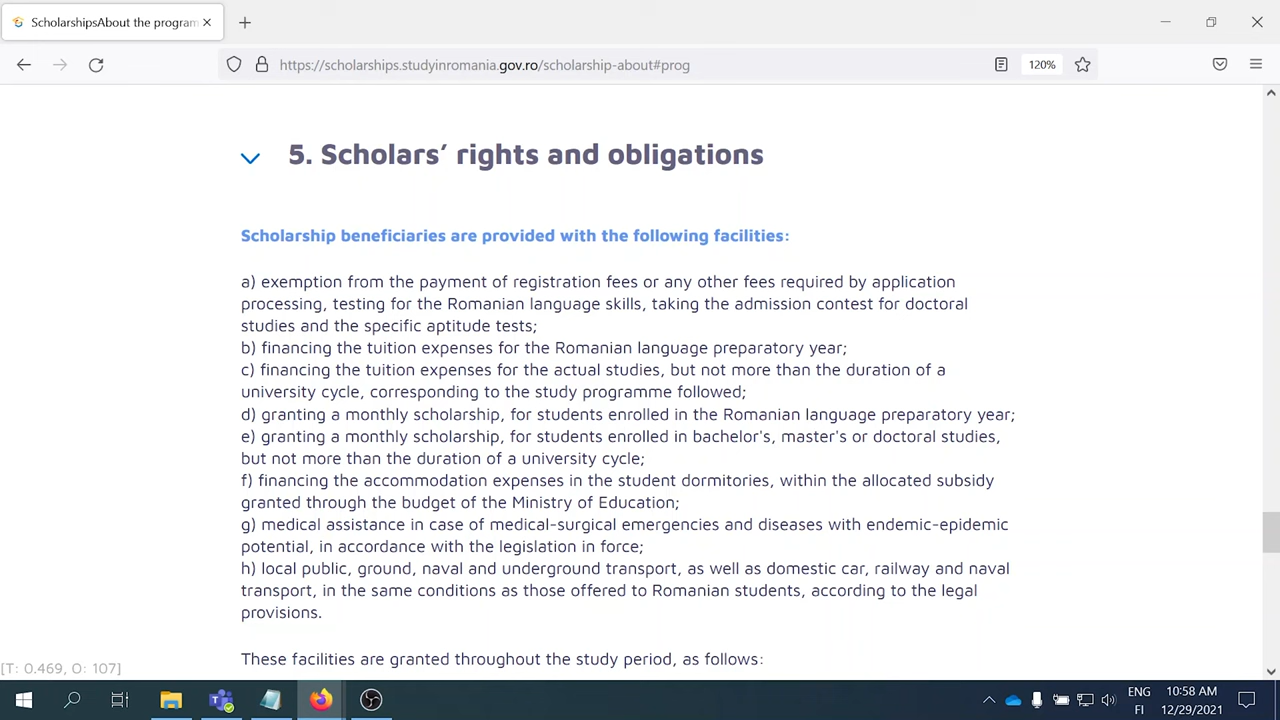 ScholarshipsAbout the program
https://scholarships.studyinromania.gov.ro/scholarship-about#prog
120%
5. Scholars’ rights and obligations
Scholarship beneficiaries are provided with the following facilities:
a) exemption from the payment of registration fees or any other fees required by application
processing, testing for the Romanian language skills, taking the admission contest for doctoral
studies and the specific aptitude tests;
b) financing the tuition expenses for the Romanian language preparatory year;
c) financing the tuition expenses for the actual studies, but not more than the duration of a
university cycle, corresponding to the study programme followed;
d) granting a monthly scholarship, for students enrolled in the Romanian language preparatory year;
e) granting a monthly scholarship, for students enrolled in bachelor's, master's or doctoral studies,
but not more than the duration of a university cycle;
f) financing the accommodation expenses in the student dormitories, within the allocated subsidy
granted through the budget of the Ministry of Education;
g) medical assistance in case of medical-surgical emergencies and diseases with endemic-epidemic
potential, in accordance with the legislation in force;
h) local public, ground, naval and underground transport, as well as domestic car, railway and naval
transport, in the same conditions as those offered to Romanian students, according to the legal
provisions.
These facilities are granted throughout the study period, as follows:
[T: 0.469, O: 107]
ENG
FI
10:58 AM
12/29/2021